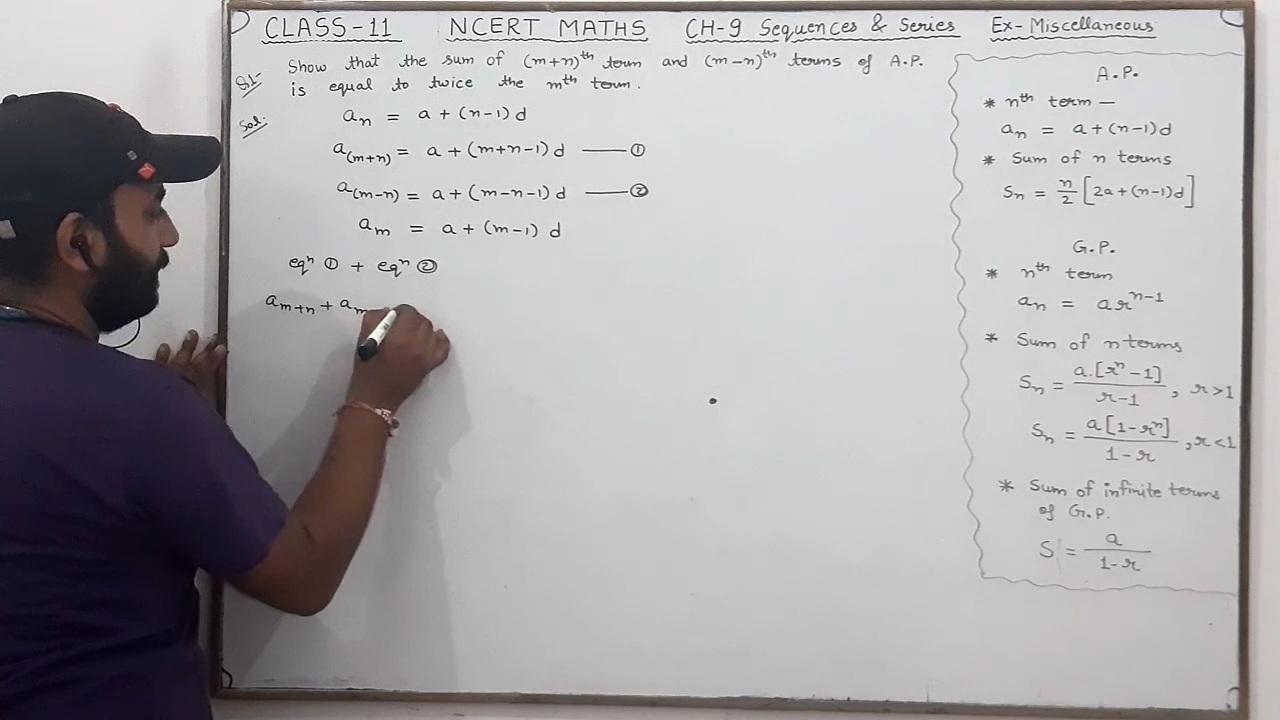 CLASS-11 NCERT MATHS CH-9 Sequences & Series Ex- Miscellaneous
Q1. Show that the sum of (m+n)th term and (m-n)th terms of A.P.
is equal to twice the mth term.
Sol:
an = a + (n-1) d
a(m+n) = a + (m+n-1) d —— ①
a(m-n) = a + (m-n-1) d —— ②
am = a + (m-1) d
eqn ① + eqn ②
am+n + am
A.P.
* nth term —
an = a + (n-1) d
* Sum of n terms
Sn = n/2 [2a + (n-1) d]
G.P.
* nth term
an = ar^n-1
* Sum of n terms
Sn = a.[r^n - 1] / r-1 , r>1
Sn = a[1-r^n] / 1-r , r<1
* Sum of infinite terms
of G.P.
S = a / 1-r